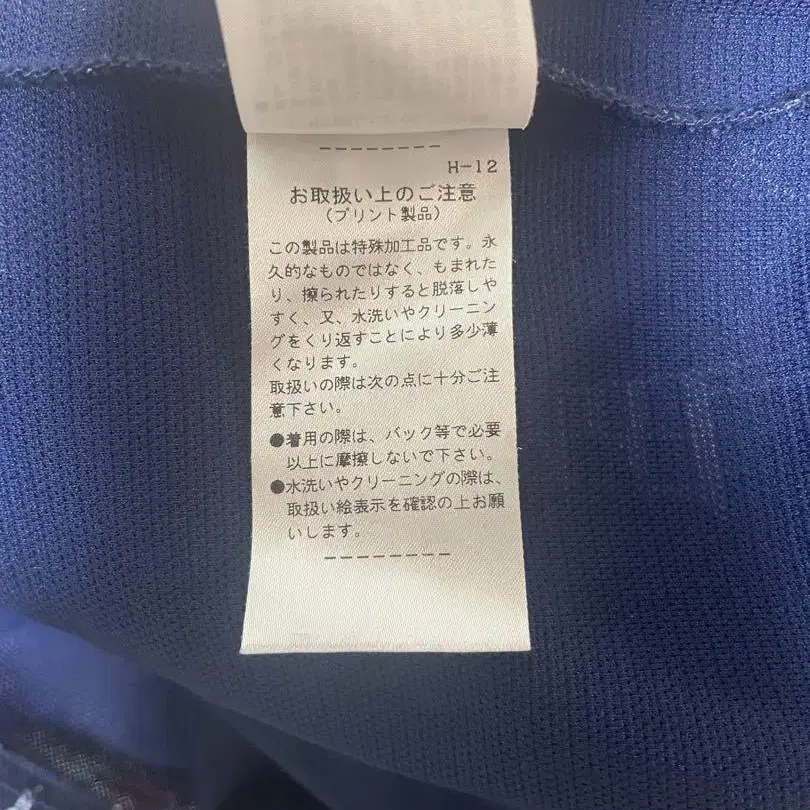 H-12
お取扱い上のご注意
(プリント製品)
この製品は特殊加工品です。永
久的なものではなく、もまれた
り、擦られたりすると脱落しや
すく、又、水洗いやクリーニン
グをくり返すことにより多少薄
くなります。
取扱いの際は次の点に十分ご注
意下さい。
●着用の際は、バック等で必要
以上に摩擦しないで下さい。
●水洗いやクリーニングの際は、
取扱い絵表示を確認の上お願
いします。